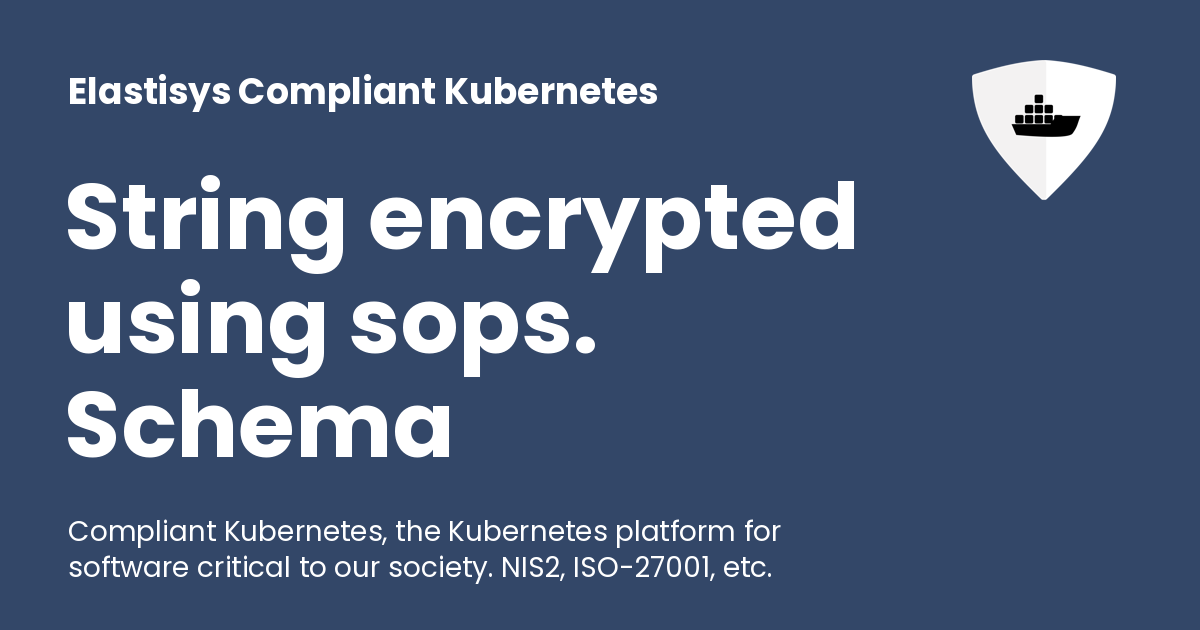 Elastisys Compliant Kubernetes
String encrypted
using sops.
Schema
Compliant Kubernetes, the Kubernetes platform for
software critical to our society. NIS2, ISO-27001, etc.